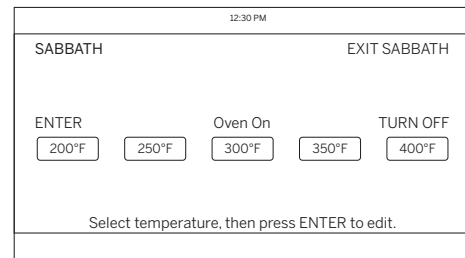 12:30 PM
SABBATH EXIT SABBATH
ENTER Oven On TURN OFF
200°F 250°F 300°F 350°F 400°F
Select temperature, then press ENTER to edit.